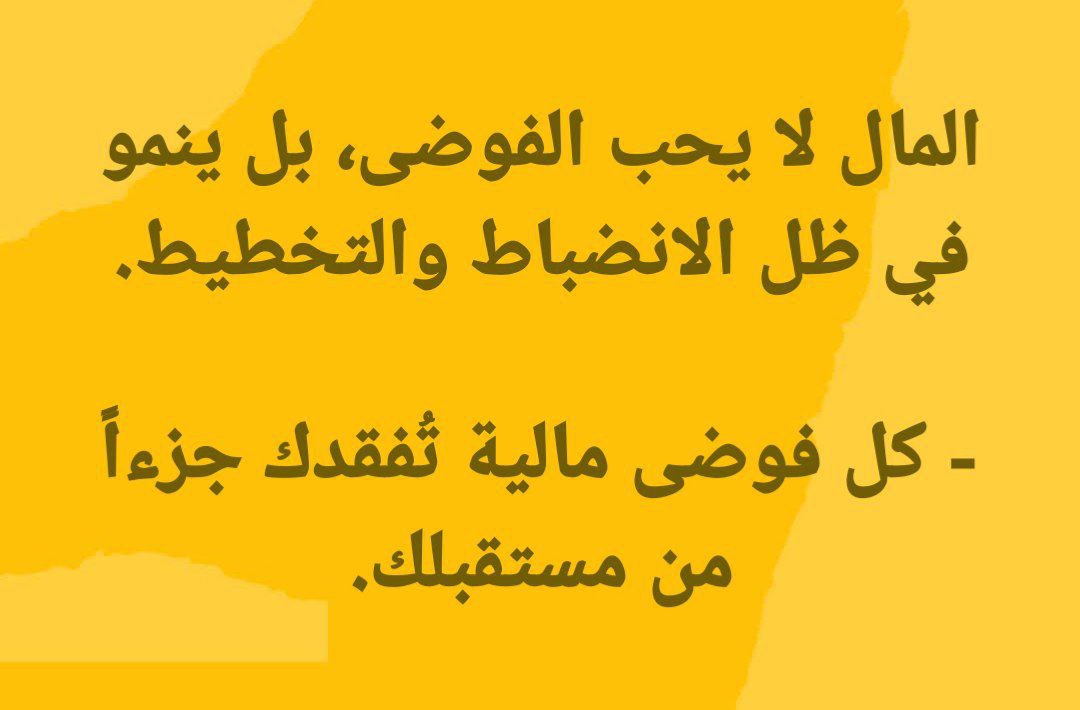 المال لا يحب الفوضى، بل ينمو
في ظل الانضباط والتخطيط.
- كل فوضى مالية تُفقدك جزءاً
من مستقبلك.